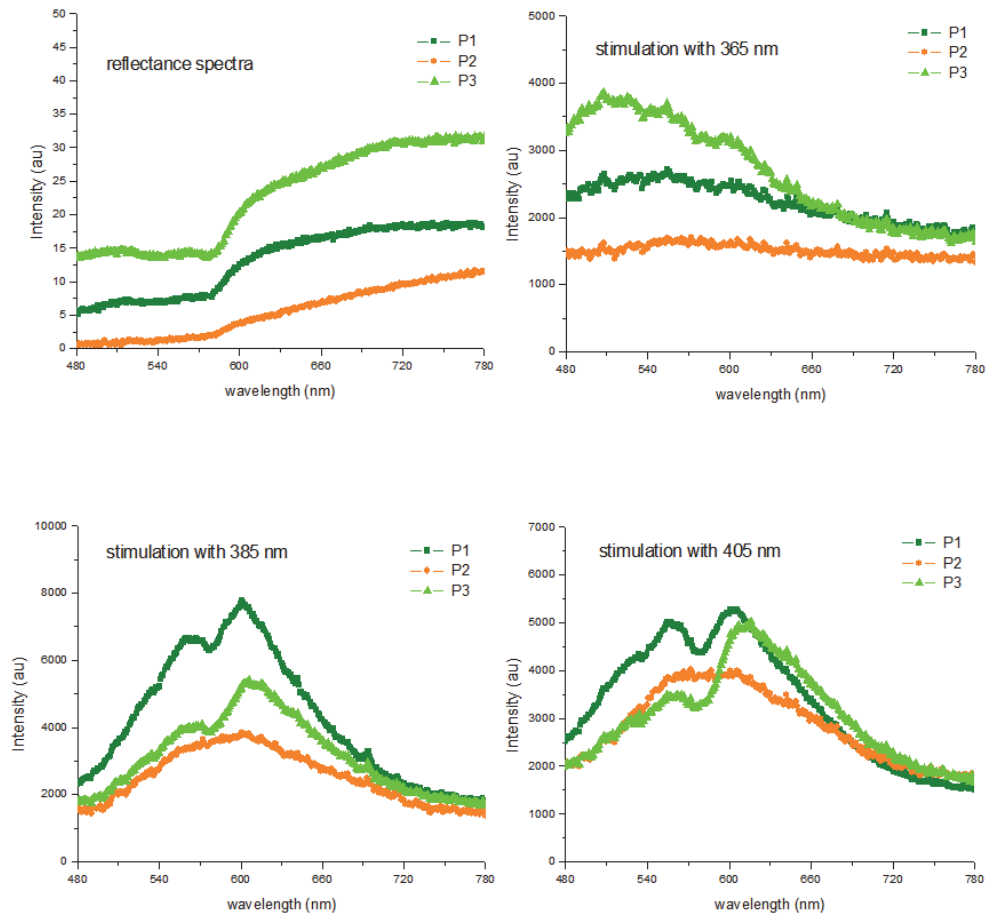 reflectance spectra
P1
P2
P3
50
45
40
35
30
25
20
15
10
5
0
Intensity (au)
480 540 600 660 720 780
wavelength (nm)
stimulation with 365 nm
P1
P2
P3
5000
4000
3000
2000
1000
0
Intensity (au)
480 540 600 660 720 780
wavelength (nm)
stimulation with 385 nm
P1
P2
P3
10000
8000
6000
4000
2000
0
Intensity (au)
480 540 600 660 720 780
wavelength (nm)
stimulation with 405 nm
P1
P2
P3
7000
6000
5000
4000
3000
2000
1000
0
Intensity (au)
480 540 600 660 720 780
wavelength (nm)